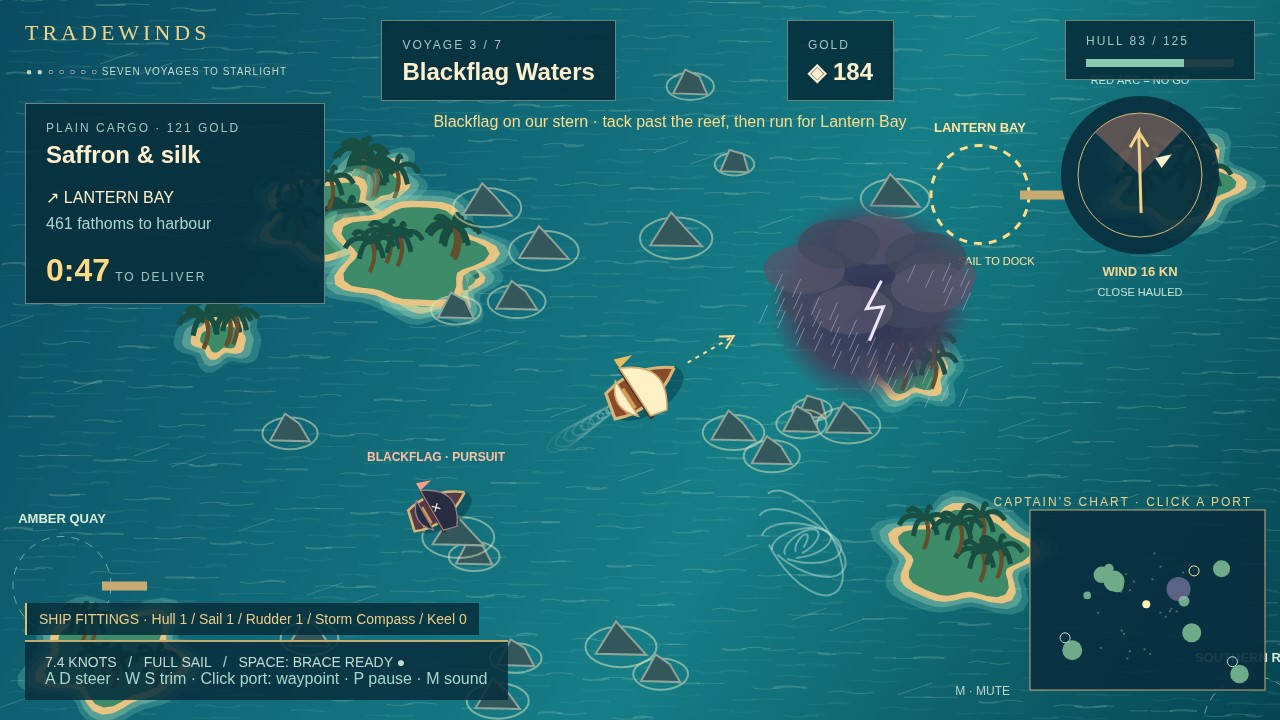 TRADEWINDS
● ● ○ ○ ○ ○ ○ SEVEN VOYAGES TO STARLIGHT
VOYAGE 3 / 7
Blackflag Waters
GOLD
◈ 184
HULL 83 / 125
RED ARC = NO GO
Blackflag on our stern · tack past the reef, then run for Lantern Bay
PLAIN CARGO · 121 GOLD
Saffron & silk
↗ LANTERN BAY
461 fathoms to harbour
0:47 TO DELIVER
LANTERN BAY
TO DOCK
WIND 16 KN
CLOSE HAULED
BLACKFLAG · PURSUIT
AMBER QUAY
CAPTAIN'S CHART · CLICK A PORT
SOUTHERN
SHIP FITTINGS · Hull 1 / Sail 1 / Rudder 1 / Storm Compass / Keel 0
7.4 KNOTS / FULL SAIL / SPACE: BRACE READY ●
A D steer · W S trim · Click port: waypoint · P pause · M sound
M · MUTE